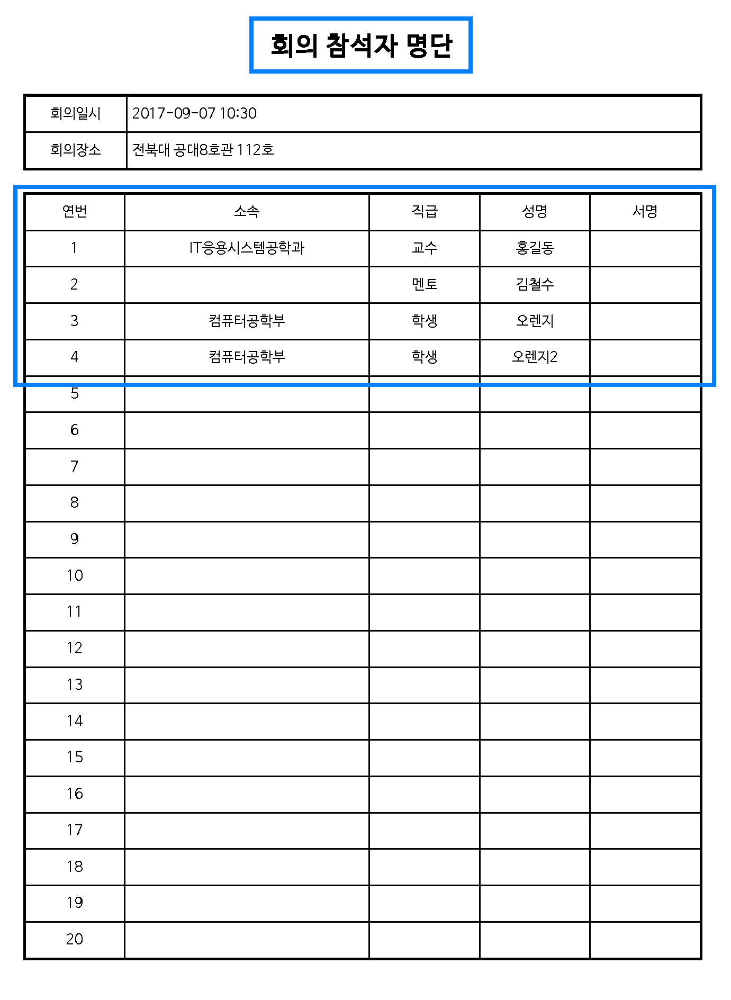 회의 참석자 명단
회의일시 2017-09-07 10:30
회의장소 전북대 공대8호관 112호
연번 소속 직급 성명 서명
1 IT응용시스템공학과 교수 홍길동
2 멘토 김철수
3 컴퓨터공학부 학생 오렌지
4 컴퓨터공학부 학생 오렌지2
5
6
7
8
9
10
11
12
13
14
15
16
17
18
19
20